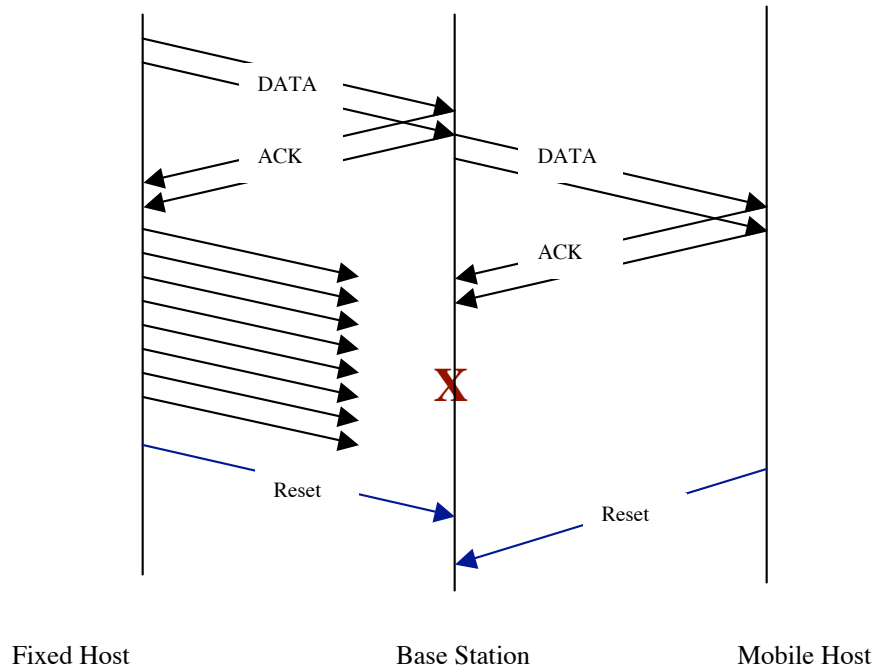 DATA
ACK
DATA
ACK
X
Reset
Reset
Fixed Host
Base Station
Mobile Host